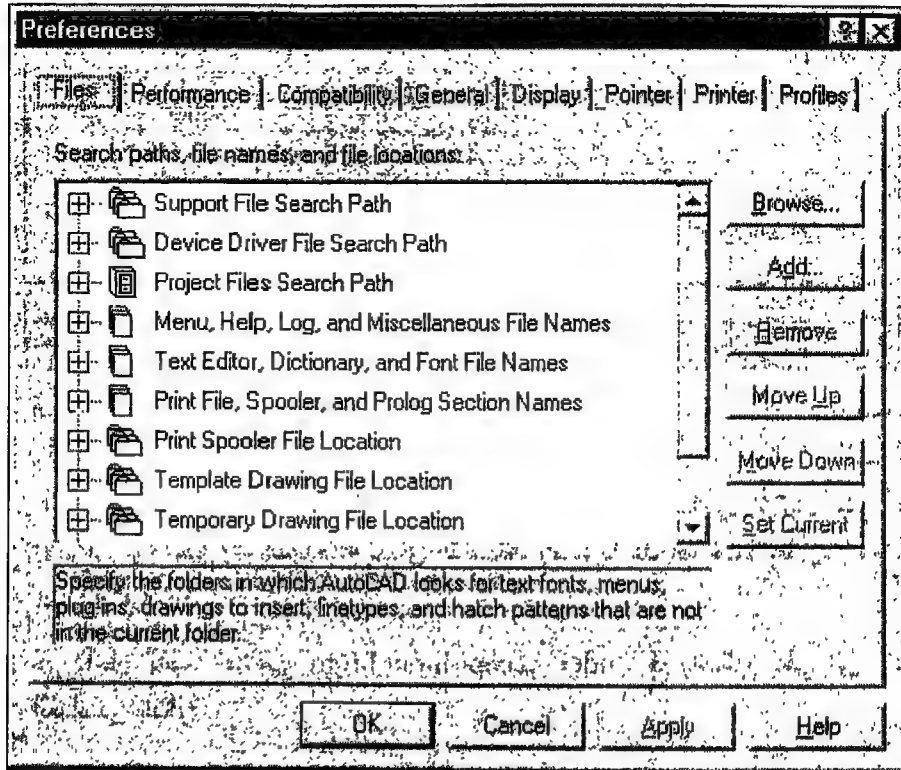 Preferences
Files Performance Compatibility General Display Pointer Printer Profiles
Search paths, file names, and file locations:
Support File Search Path
Device Driver File Search Path
Project Files Search Path
Menu, Help, Log, and Miscellaneous File Names
Text Editor, Dictionary, and Font File Names
Print File, Spooler, and Prolog Section Names
Print Spooler File Location
Template Drawing File Location
Temporary Drawing File Location
Browse...
Add...
Remove
Move Up
Move Down
Set Current
Specify the folders in which AutoCAD looks for text fonts, menus,
plug-ins, drawings to insert, linetypes, and hatch patterns that are not
in the current folder.
OK Cancel Apply Help